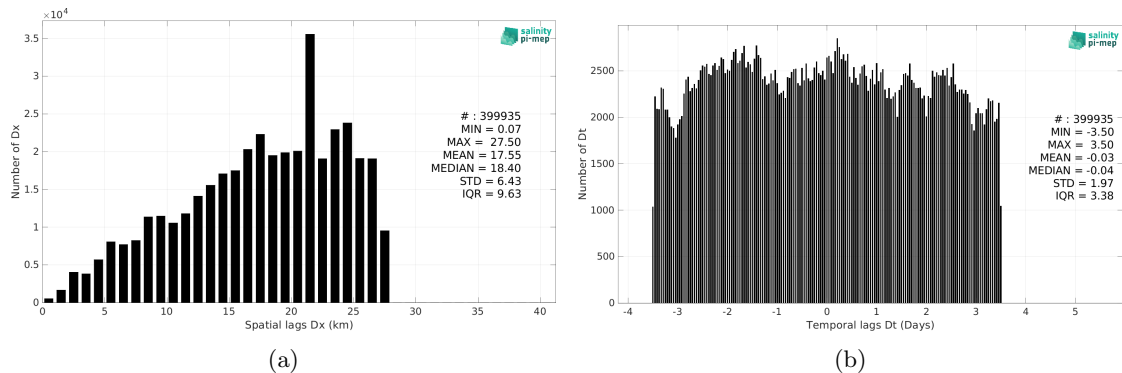 ×10⁴
3.5
3
2.5
2
1.5
1
0.5
0
0 5 10 15 20 25 30 35 40
Number of Dx
Spatial lags Dx (km)
salinity
pi-mep
# : 399935
MIN = 0.07
MAX = 27.50
MEAN = 17.55
MEDIAN = 18.40
STD = 6.43
IQR = 9.63
(a)
2500
2000
1500
1000
500
0
-4 -3 -2 -1 0 1 2 3 4 5
Number of Dt
Temporal lags Dt (Days)
salinity
pi-mep
# : 399935
MIN = -3.50
MAX = 3.50
MEAN = -0.03
MEDIAN = -0.04
STD = 1.97
IQR = 3.38
(b)